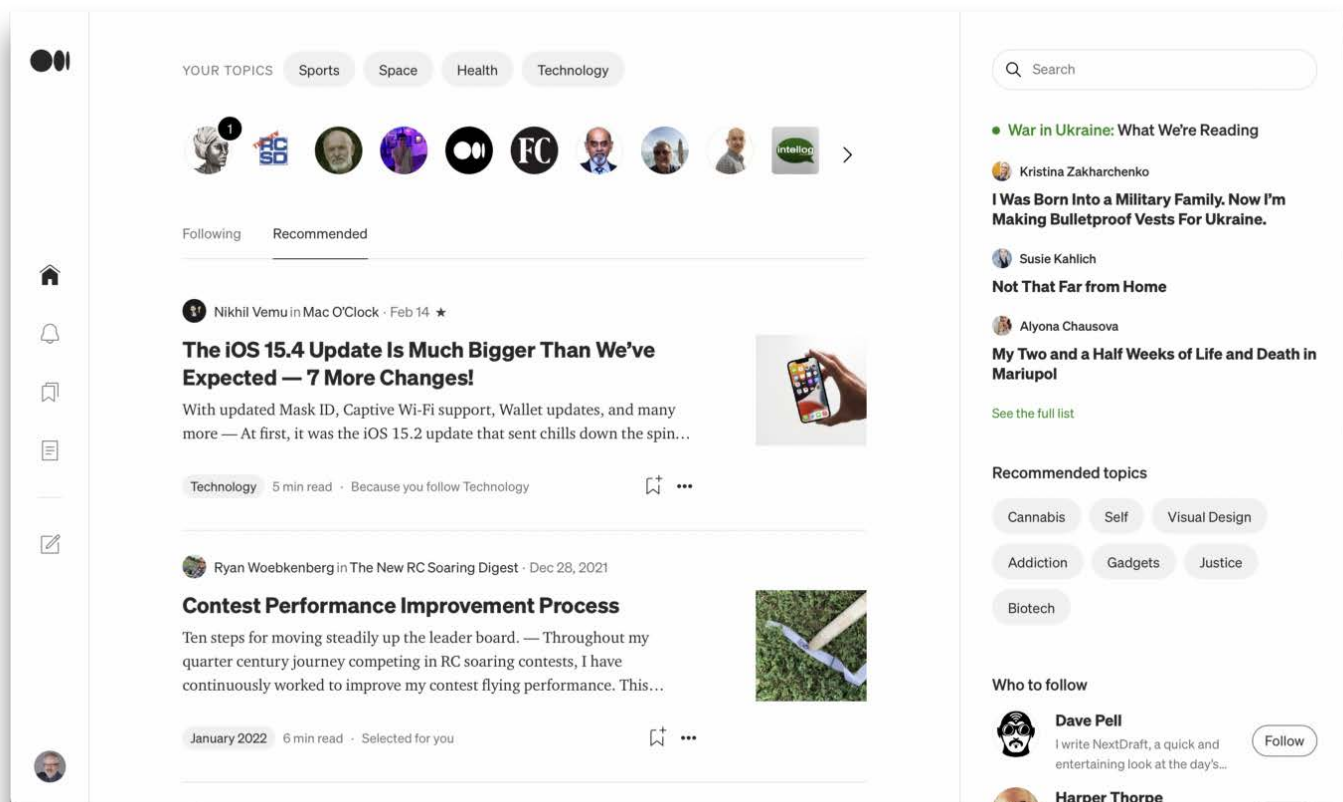 YOUR TOPICS Sports Space Health Technology
1
RC
SD
FC
intellog
Following Recommended
Nikhil Vemu in Mac O'Clock · Feb 14 ★
The iOS 15.4 Update Is Much Bigger Than We've
Expected — 7 More Changes!
With updated Mask ID, Captive Wi-Fi support, Wallet updates, and many
more — At first, it was the iOS 15.2 update that sent chills down the spin…
Technology 5 min read · Because you follow Technology
Ryan Woebkenberg in The New RC Soaring Digest · Dec 28, 2021
Contest Performance Improvement Process
Ten steps for moving steadily up the leader board. — Throughout my
quarter century journey competing in RC soaring contests, I have
continuously worked to improve my contest flying performance. This…
January 2022 6 min read · Selected for you
Search
War in Ukraine: What We're Reading
Kristina Zakharchenko
I Was Born Into a Military Family. Now I'm
Making Bulletproof Vests For Ukraine.
Susie Kahlich
Not That Far from Home
Alyona Chausova
My Two and a Half Weeks of Life and Death in
Mariupol
See the full list
Recommended topics
Cannabis Self Visual Design
Addiction Gadgets Justice
Biotech
Who to follow
Dave Pell
I write NextDraft, a quick and
entertaining look at the day's…
Follow
Harper Thorpe